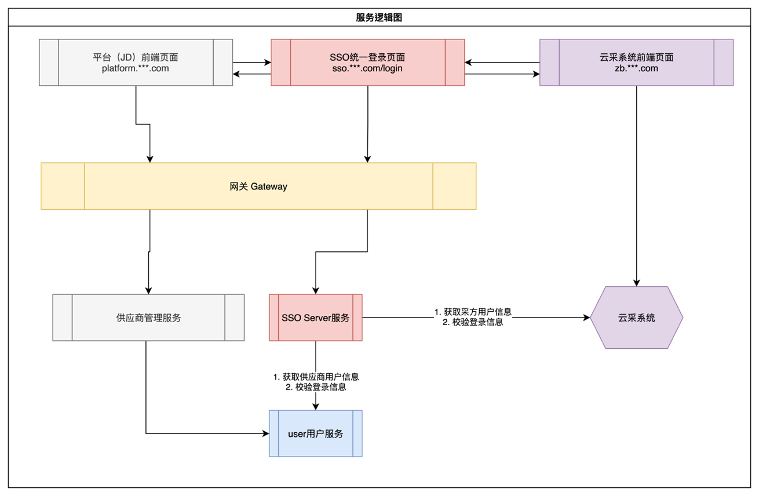 服务逻辑图
平台（JD）前端页面
platform.***.com
SSO统一登录页面
sso.***.com/login
云采系统前端页面
zb.***.com
网关 Gateway
供应商管理服务
SSO Server服务
1. 获取采方用户信息
2. 校验登录信息
云采系统
1. 获取供应商用户信息
2. 校验登录信息
user用户服务